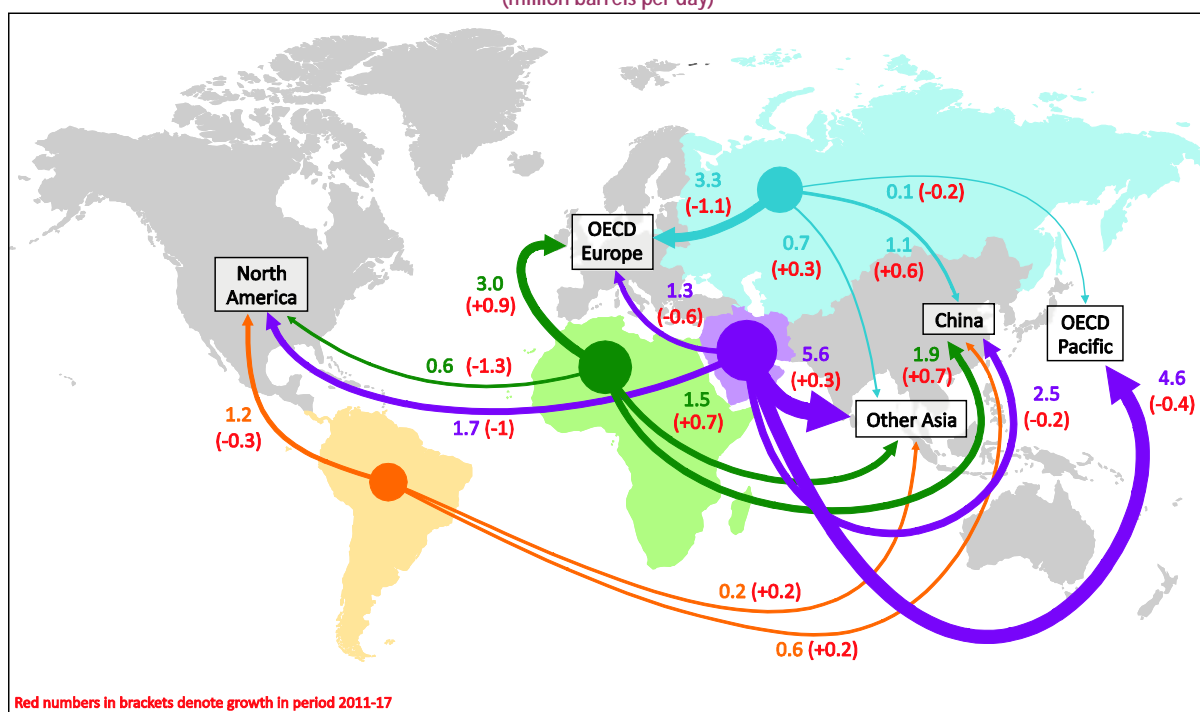 (million barrels per day)
3.3
(-1.1)
0.1 (-0.2)
OECD
Europe
0.7
(+0.3)
1.1
(+0.6)
North
America
3.0
(+0.9)
1.3
(-0.6)
China
OECD
Pacific
0.6 (-1.3)
5.6
(+0.3)
1.9
(+0.7)
1.2
(-0.3)
1.7 (-1)
1.5
(+0.7)
Other Asia
2.5
(-0.2)
4.6
(-0.4)
0.2 (+0.2)
0.6 (+0.2)
Red numbers in brackets denote growth in period 2011-17